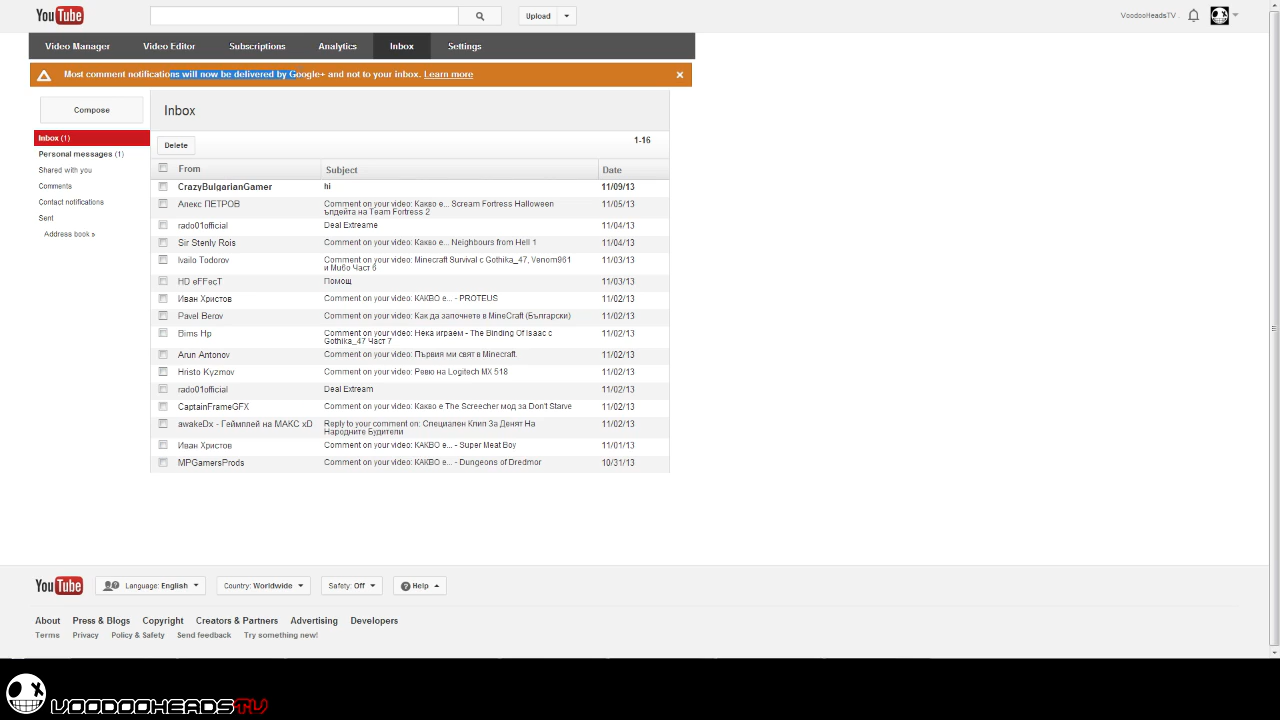 YouTube
Upload
VoodooHeadsTV
Video Manager Video Editor Subscriptions Analytics Inbox Settings
Most comment notifications will now be delivered by Google+ and not to your inbox. Learn more
Compose
Inbox
Inbox (1)
Personal messages (1)
Shared with you
Comments
Contact notifications
Sent
Address book »
Delete
1-16
From Subject Date
CrazyBulgarianGamer hi 11/09/13
Алекс ПЕТРОВ Comment on your video: Какво е... Scream Fortress Halloween 11/05/13
ъпдейта на Team Fortress 2
rado01official Deal Extreame 11/04/13
Sir Stenly Rois Comment on your video: Какво е... Neighbours from Hell 1 11/04/13
Ivailo Todorov Comment on your video: Minecraft Survival с Gothika_47, Venom961 11/03/13
и Mu6o Част 6
HD eFFecT Помощ 11/03/13
Иван Христов Comment on your video: КАКВО е... - PROTEUS 11/02/13
Pavel Berov Comment on your video: Как да започнете в MineCraft (Български) 11/02/13
Bims Hp Comment on your video: Нека играем - The Binding Of Isaac с 11/02/13
Gothika_47 Част 7
Arun Antonov Comment on your video: Първия ми свят в Minecraft. 11/02/13
Hristo Kyzmov Comment on your video: Ревю на Logitech MX 518 11/02/13
rado01official Deal Extream 11/02/13
CaptainFrameGFX Comment on your video: Какво е The Screecher мод за Don't Starve 11/02/13
awakeDx - Геймплей на МАКС xD Reply to your comment on: Специален Клип За Денят На 11/02/13
Народните Будители
Иван Христов Comment on your video: КАКВО е... - Super Meat Boy 11/01/13
MPGamersProds Comment on your video: КАКВО е... - Dungeons of Dredmor 10/31/13
YouTube Language: English Country: Worldwide Safety: Off Help
About Press & Blogs Copyright Creators & Partners Advertising Developers
Terms Privacy Policy & Safety Send feedback Try something new!
VOODOOHEADSTV